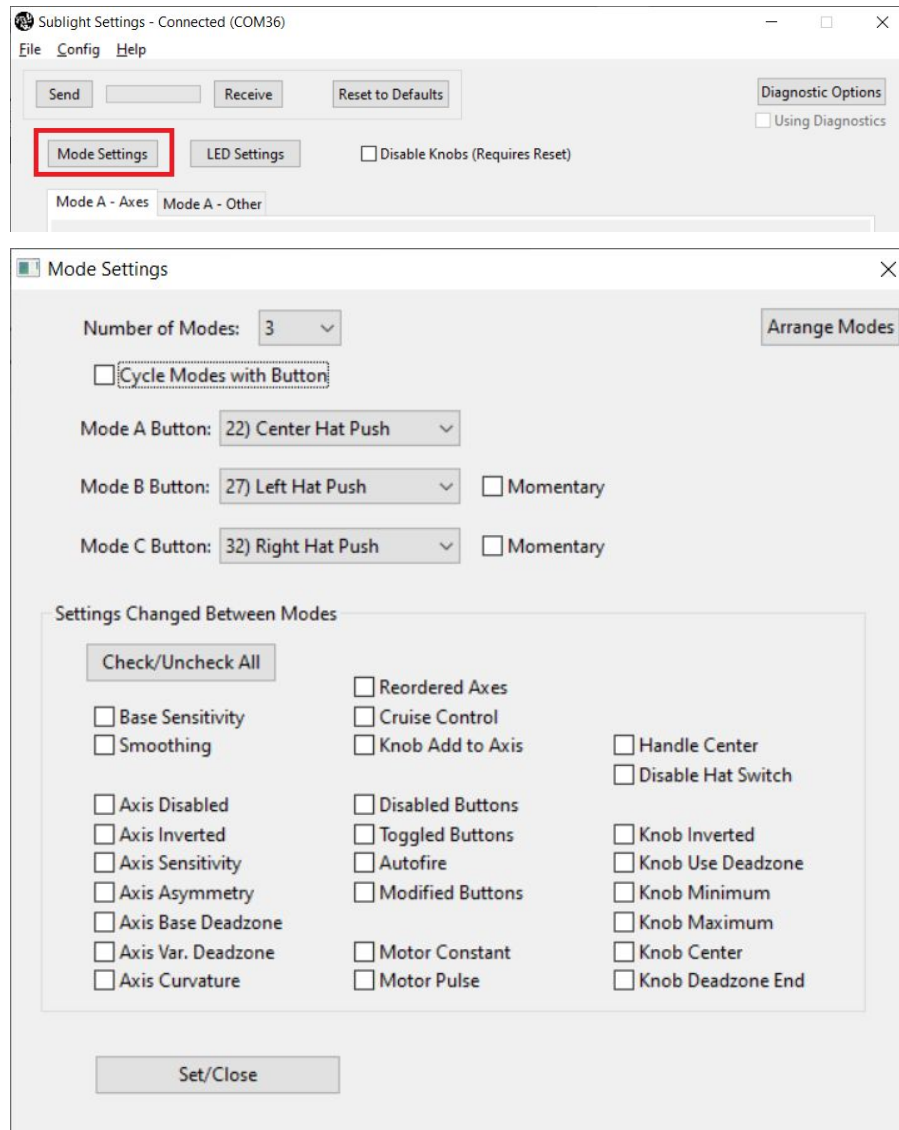 Sublight Settings - Connected (COM36)
File Config Help
Send Receive Reset to Defaults Diagnostic Options
Using Diagnostics
Mode Settings LED Settings Disable Knobs (Requires Reset)
Mode A - Axes Mode A - Other
Mode Settings
Number of Modes: 3 Arrange Modes
Cycle Modes with Button
Mode A Button: 22) Center Hat Push
Mode B Button: 27) Left Hat Push Momentary
Mode C Button: 32) Right Hat Push Momentary
Settings Changed Between Modes
Check/Uncheck All
Reordered Axes
Base Sensitivity Cruise Control
Smoothing Knob Add to Axis Handle Center
Disable Hat Switch
Axis Disabled Disabled Buttons
Axis Inverted Toggled Buttons Knob Inverted
Axis Sensitivity Autofire Knob Use Deadzone
Axis Asymmetry Modified Buttons Knob Minimum
Axis Base Deadzone Knob Maximum
Axis Var. Deadzone Motor Constant Knob Center
Axis Curvature Motor Pulse Knob Deadzone End
Set/Close